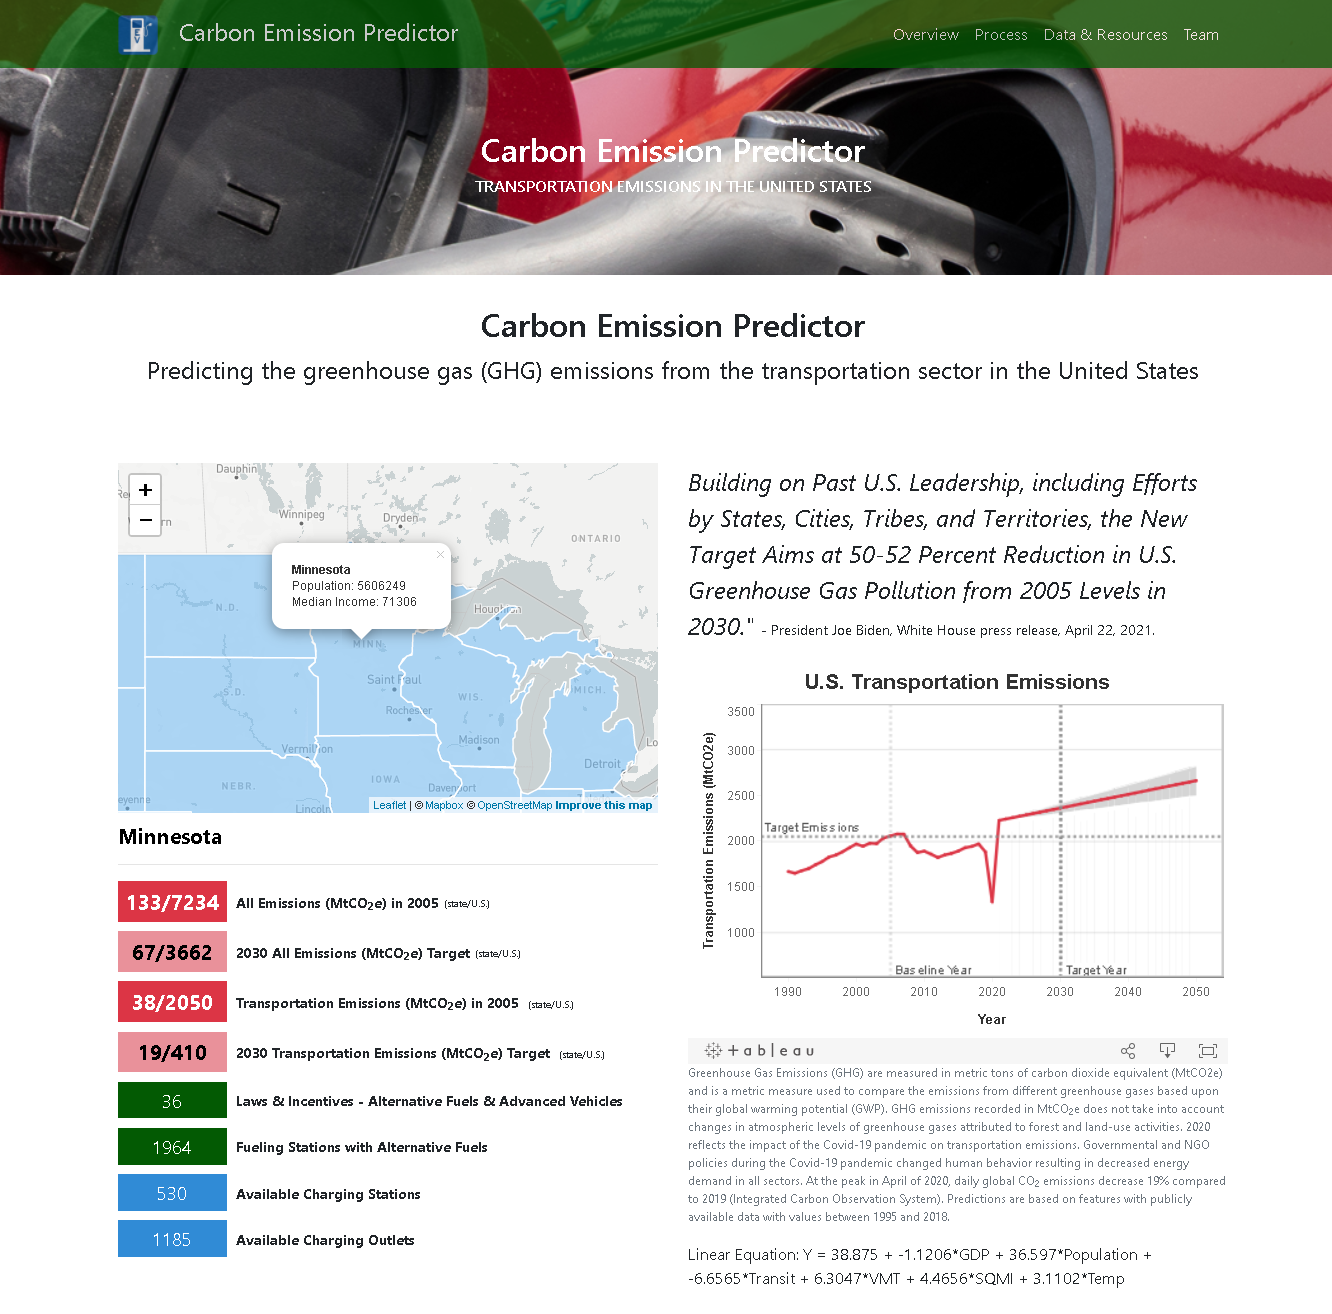 EV
Carbon Emission Predictor
Overview Process Data & Resources Team
Carbon Emission Predictor
TRANSPORTATION EMISSIONS IN THE UNITED STATES
Carbon Emission Predictor
Predicting the greenhouse gas (GHG) emissions from the transportation sector in the United States
+
−
Dauphin
Winnipeg
Dryden
ONTARIO
×
Minnesota
Population: 5606249
Median Income: 71306
N.D.
Houghton
MINN.
S.D.
Saint Paul
WIS.
MICH.
Rochester
Vermillion
Madison
Detroit
NEBR.
IOWA
Davenport
Lincoln
Leaflet | © Mapbox © OpenStreetMap Improve this map
Minnesota
133/7234 All Emissions (MtCO₂e) in 2005 (state/U.S.)
67/3662 2030 All Emissions (MtCO₂e) Target (state/U.S.)
38/2050 Transportation Emissions (MtCO₂e) in 2005 (state/U.S.)
19/410 2030 Transportation Emissions (MtCO₂e) Target (state/U.S.)
36 Laws & Incentives - Alternative Fuels & Advanced Vehicles
1964 Fueling Stations with Alternative Fuels
530 Available Charging Stations
1185 Available Charging Outlets
Building on Past U.S. Leadership, including Efforts
by States, Cities, Tribes, and Territories, the New
Target Aims at 50-52 Percent Reduction in U.S.
Greenhouse Gas Pollution from 2005 Levels in
2030." - President Joe Biden, White House press release, April 22, 2021.
U.S. Transportation Emissions
Transportation Emissions (MtCO2e)
3500
3000
2500
2000
1500
1000
Target Emissions
Baseline Year
Target Year
1990 2000 2010 2020 2030 2040 2050
Year
+ a b l e a u
Greenhouse Gas Emissions (GHG) are measured in metric tons of carbon dioxide equivalent (MtCO2e)
and is a metric measure used to compare the emissions from different greenhouse gases based upon
their global warming potential (GWP). GHG emissions recorded in MtCO₂e does not take into account
changes in atmospheric levels of greenhouse gases attributed to forest and land-use activities. 2020
reflects the impact of the Covid-19 pandemic on transportation emissions. Governmental and NGO
policies during the Covid-19 pandemic changed human behavior resulting in decreased energy
demand in all sectors. At the peak in April of 2020, daily global CO₂ emissions decrease 19% compared
to 2019 (Integrated Carbon Observation System). Predictions are based on features with publicly
available data with values between 1995 and 2018.
Linear Equation: Y = 38.875 + -1.1206*GDP + 36.597*Population +
-6.6565*Transit + 6.3047*VMT + 4.4656*SQMI + 3.1102*Temp